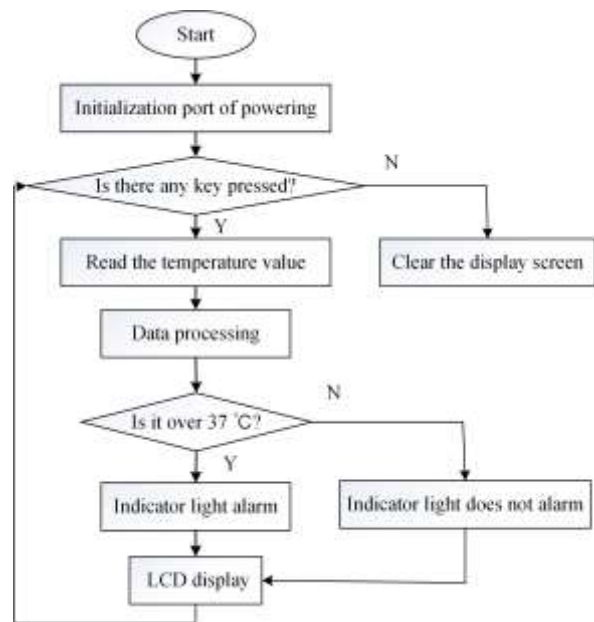 Start
Initialization port of powering
Is there any key pressed?
N
Y
Read the temperature value
Clear the display screen
Data processing
N
Is it over 37 ℃?
Y
Indicator light alarm
Indicator light does not alarm
LCD display